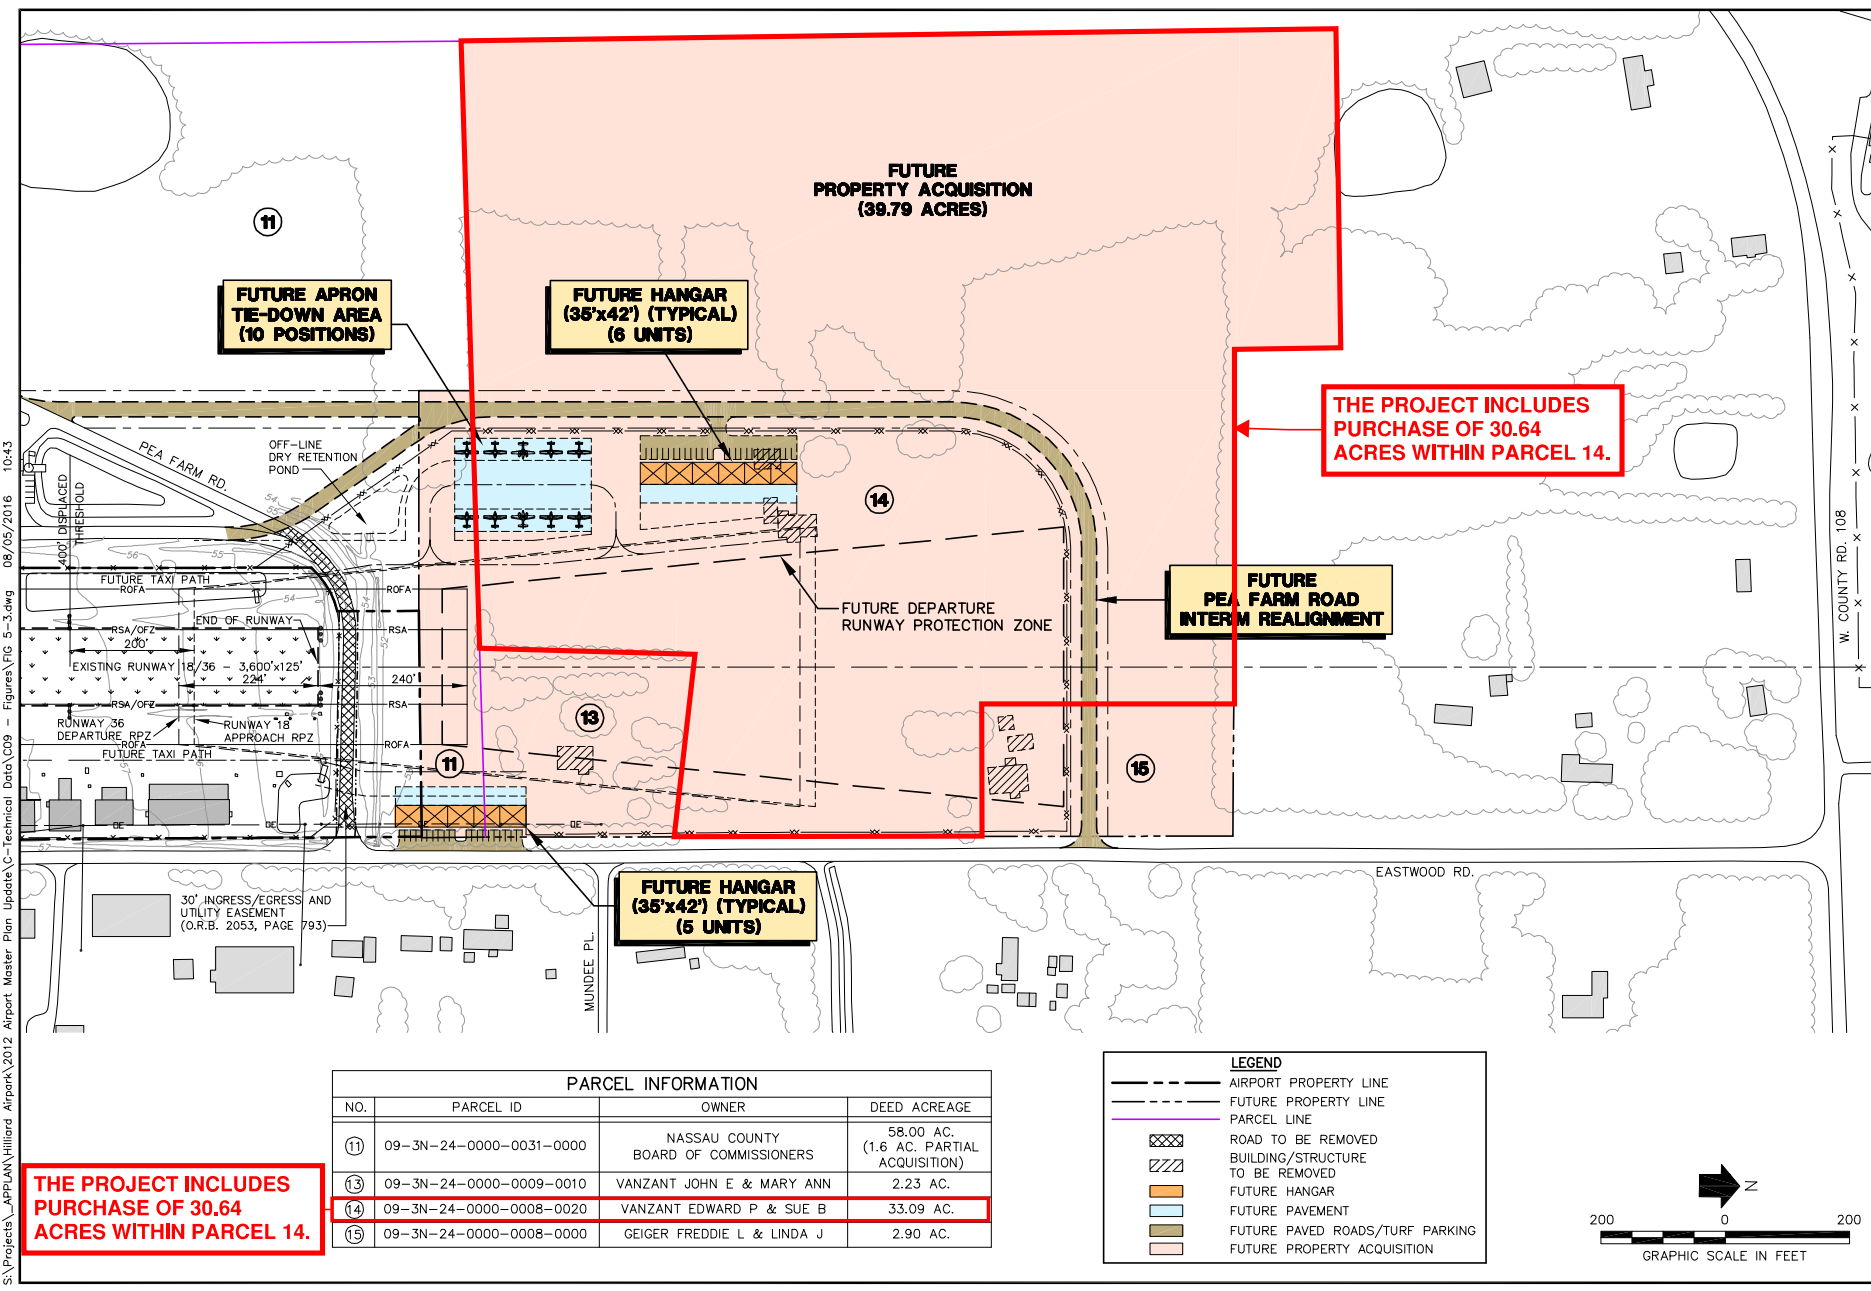 FUTURE
PROPERTY ACQUISITION
(39.79 ACRES)
11
FUTURE APRON
TIE-DOWN AREA
(10 POSITIONS)
FUTURE HANGAR
(35'x42') (TYPICAL)
(6 UNITS)
THE PROJECT INCLUDES
PURCHASE OF 30.64
ACRES WITHIN PARCEL 14.
PEA FARM RD.
OFF-LINE
DRY RETENTION
POND
400' DISPLACED
THRESHOLD
14
54
55
56
55
54
54
52
53
57
FUTURE TAXI PATH
ROFA
ROFA
END OF RUNWAY
RSA/OFZ
RSA
200'
EXISTING RUNWAY 18/36 - 3,600'x125'
224'
240'
RSA/OFZ
RSA
RUNWAY 36
DEPARTURE RPZ
RUNWAY 18
APPROACH RPZ
ROFA
ROFA
FUTURE TAXI PATH
FUTURE DEPARTURE
RUNWAY PROTECTION ZONE
FUTURE
PEA FARM ROAD
INTERIM REALIGNMENT
W. COUNTY RD. 108
13
11
15
OE
OE
OE
EASTWOOD RD.
30' INGRESS/EGRESS AND
UTILITY EASEMENT
(O.R.B. 2053, PAGE 793)
FUTURE HANGAR
(35'x42') (TYPICAL)
(5 UNITS)
MUNDEE PL.
PARCEL INFORMATION
NO. PARCEL ID OWNER DEED ACREAGE
11 09-3N-24-0000-0031-0000 NASSAU COUNTY BOARD OF COMMISSIONERS 58.00 AC. (1.6 AC. PARTIAL ACQUISITION)
13 09-3N-24-0000-0009-0010 VANZANT JOHN E & MARY ANN 2.23 AC.
14 09-3N-24-0000-0008-0020 VANZANT EDWARD P & SUE B 33.09 AC.
15 09-3N-24-0000-0008-0000 GEIGER FREDDIE L & LINDA J 2.90 AC.
THE PROJECT INCLUDES
PURCHASE OF 30.64
ACRES WITHIN PARCEL 14.
LEGEND
AIRPORT PROPERTY LINE
FUTURE PROPERTY LINE
PARCEL LINE
ROAD TO BE REMOVED
BUILDING/STRUCTURE
TO BE REMOVED
FUTURE HANGAR
FUTURE PAVEMENT
FUTURE PAVED ROADS/TURF PARKING
FUTURE PROPERTY ACQUISITION
N
200 0 200
GRAPHIC SCALE IN FEET
S:\Projects\_APPLAN\Hilliard Airpark\2012 Airport Master Plan Update\C-Technical Data\C09 - Figures\FIG 5-3.dwg 08/05/2016 10:43